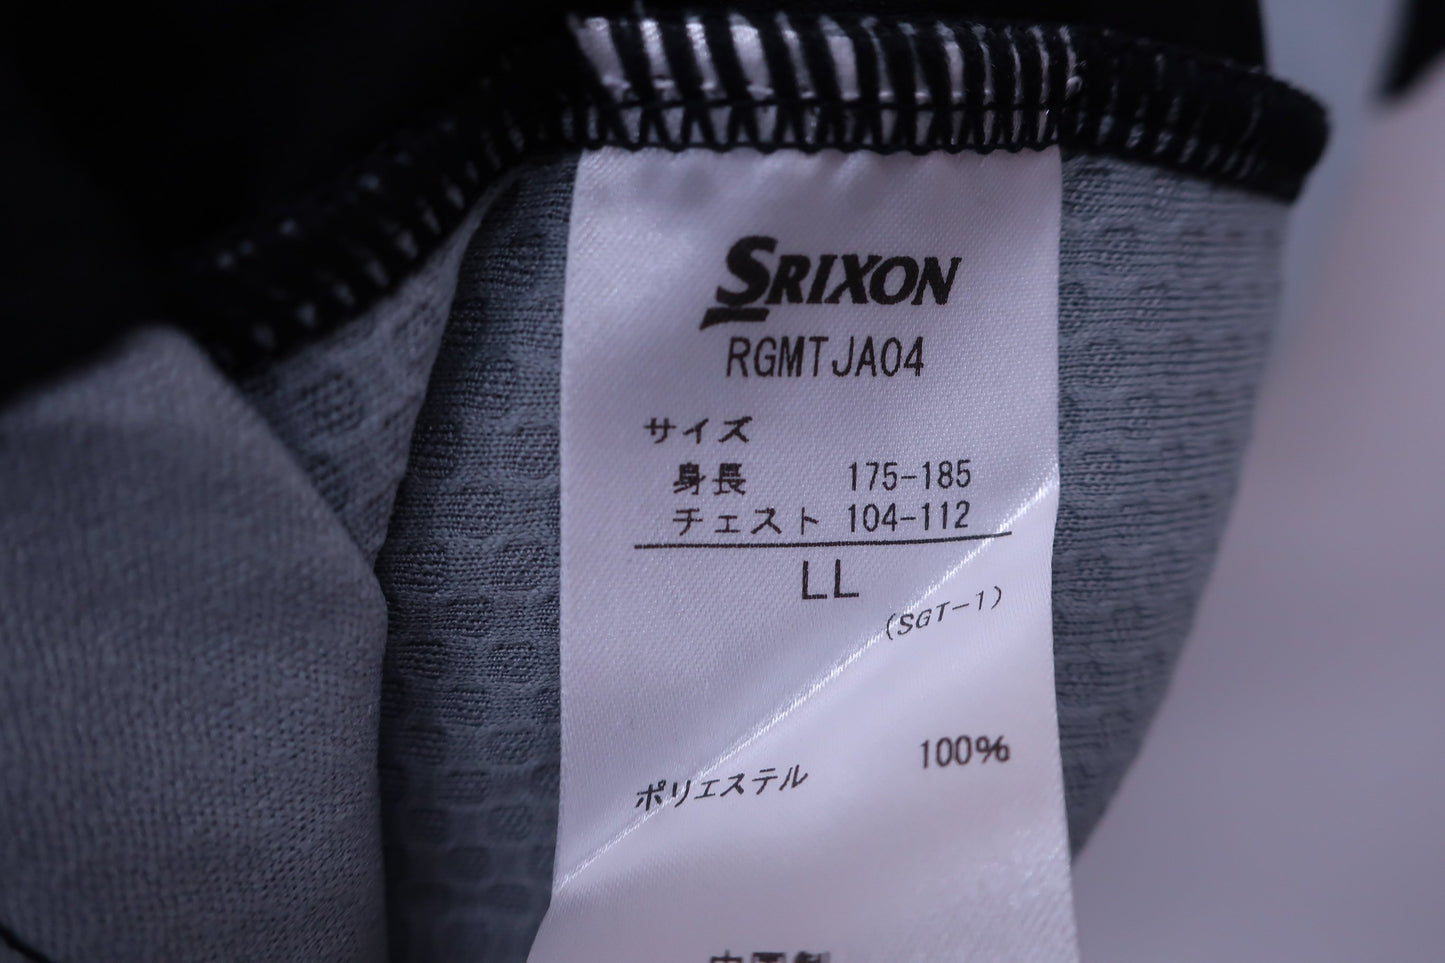 SRIXON
RGMTJA04
サイズ
身長 175-185
チェスト 104-112
LL
(SGT-1)
ポリエステル 100%